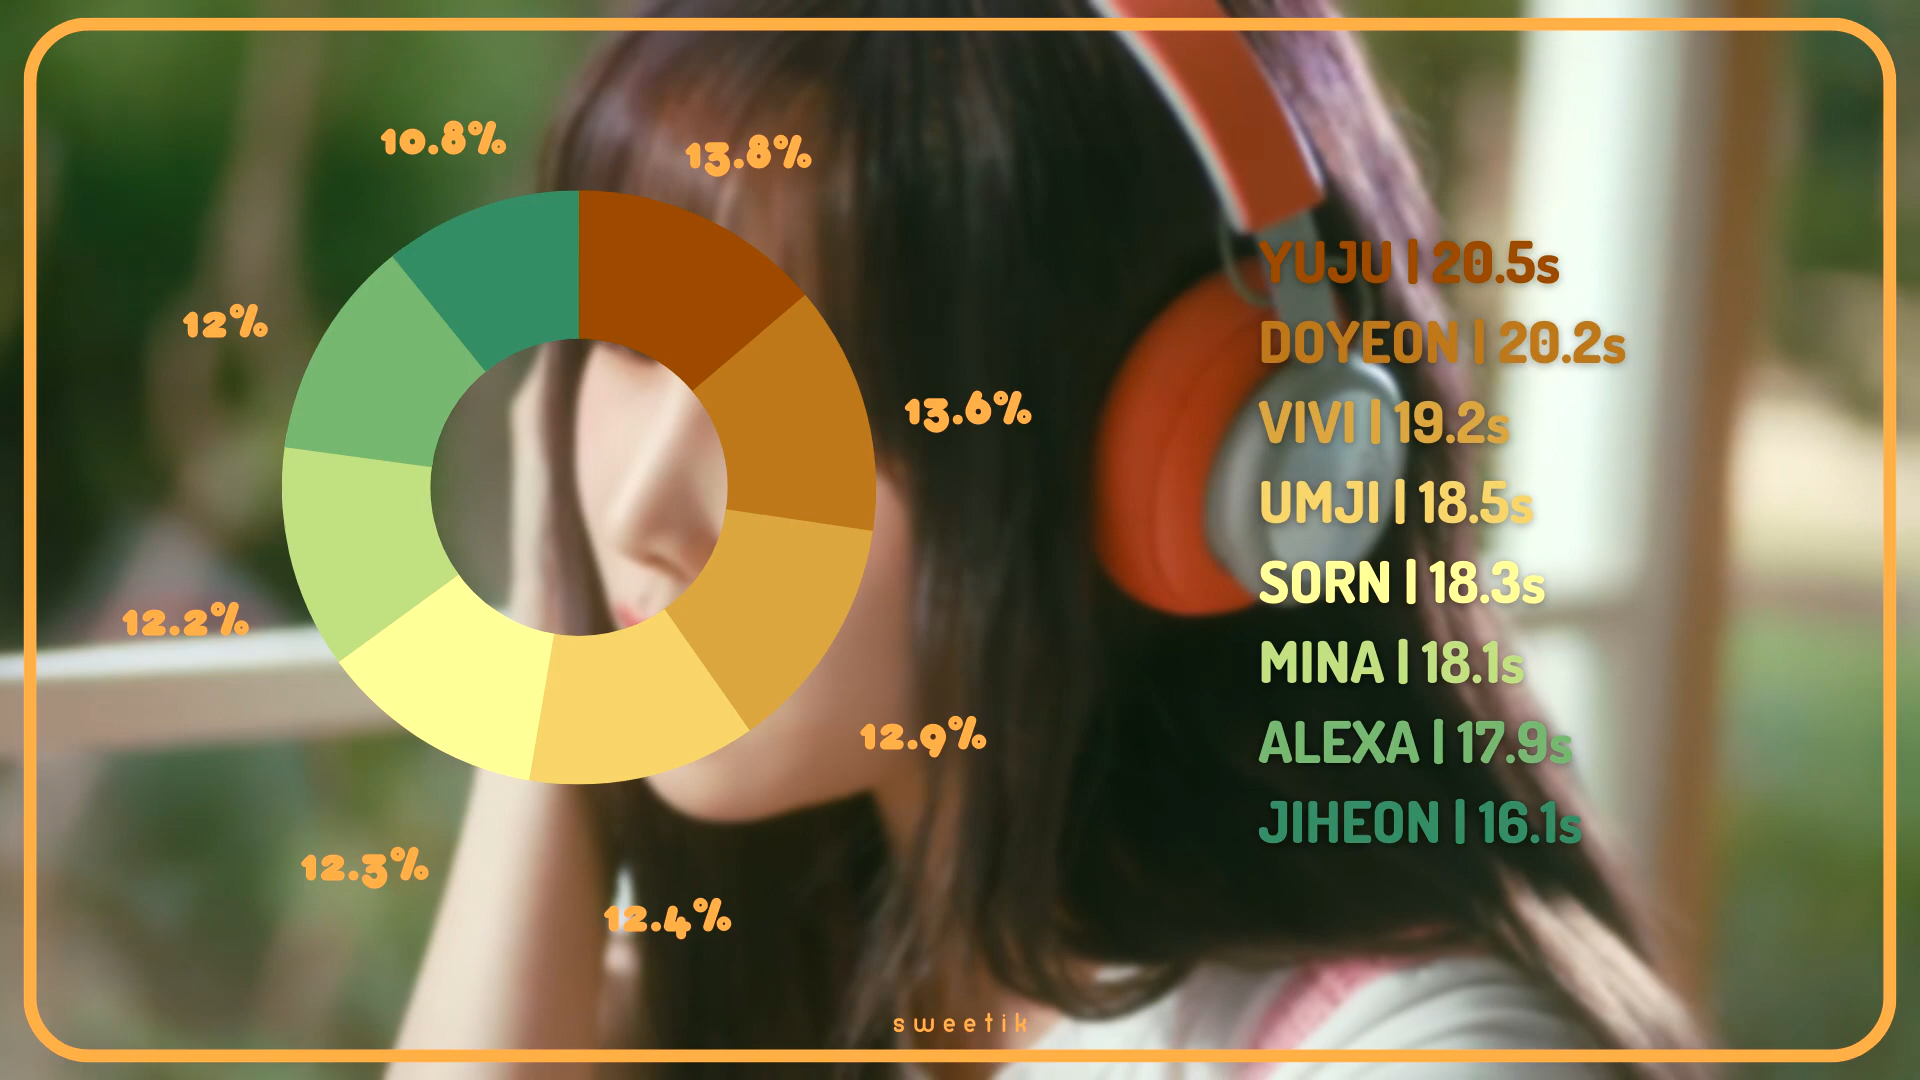 10.8%
13.8%
12%
13.6%
12.2%
12.9%
12.3%
12.4%
YUJU | 20.5s
DOYEON | 20.2s
VIVI | 19.2s
UMJI | 18.5s
SORN | 18.3s
MINA | 18.1s
ALEXA | 17.9s
JIHEON | 16.1s
sweetik